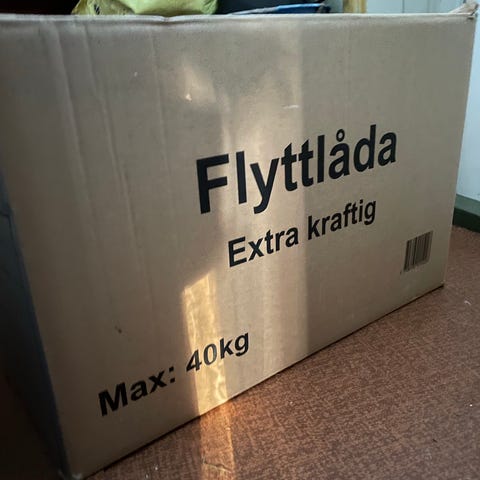 Flyttlåda
Extra kraftig
Max: 40kg